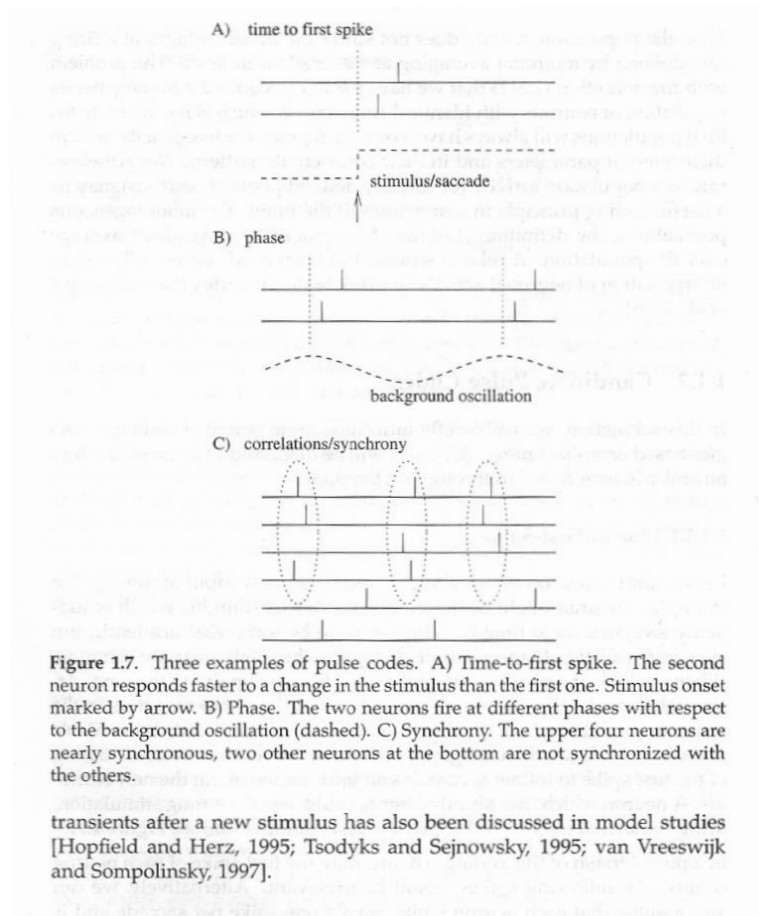 A) time to first spike
stimulus/saccade
B) phase
background oscillation
C) correlations/synchrony
Figure 1.7. Three examples of pulse codes. A) Time-to-first spike. The second
neuron responds faster to a change in the stimulus than the first one. Stimulus onset
marked by arrow. B) Phase. The two neurons fire at different phases with respect
to the background oscillation (dashed). C) Synchrony. The upper four neurons are
nearly synchronous, two other neurons at the bottom are not synchronized with
the others.
transients after a new stimulus has also been discussed in model studies
[Hopfield and Herz, 1995; Tsodyks and Sejnowsky, 1995; van Vreeswijk
and Sompolinsky, 1997].